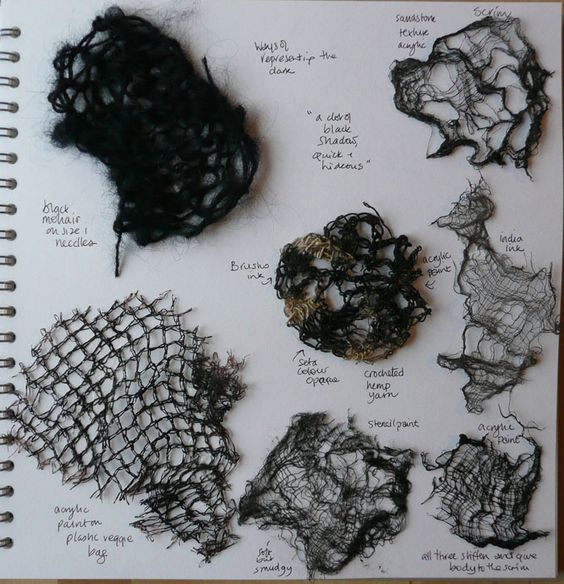 Scrim
sandstone
texture
acrylic
Ways of
representing the
dark
"a clot of
black
shadow,
quick +
hideous"
black
mohair
on size 1
needles
India
ink
Brusho
ink
acrylic
paint
Seta
Colour
opaque
crocheted
hemp
yarn
stencil paint
acrylic
paint
acrylic
paint on
plastic veggie
bag
soft
but
smudgy
all three stiffen and give
body to the scrim